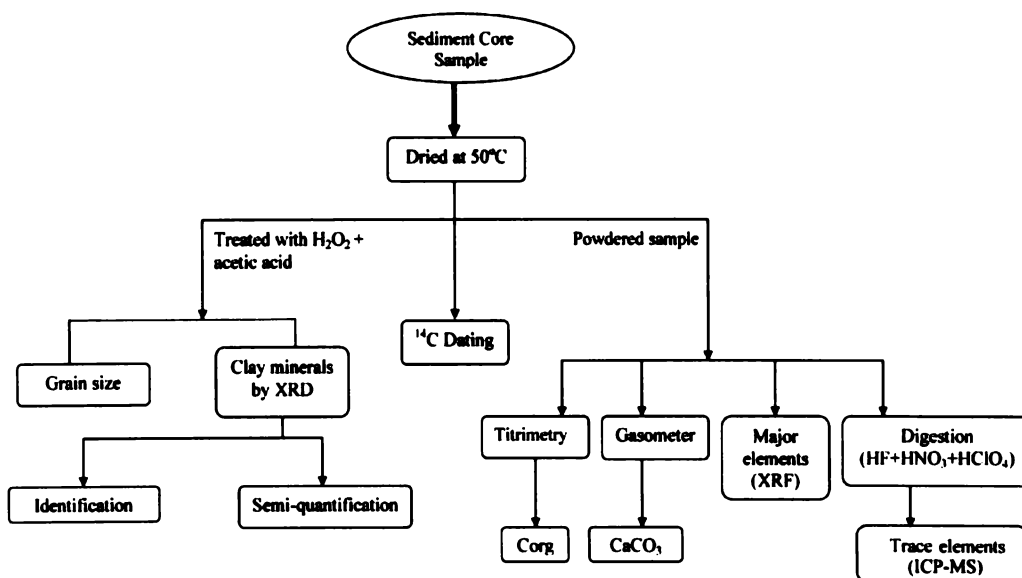 Sediment Core
Sample
Dried at 50°C
Treated with H₂O₂ +
acetic acid
Powdered sample
¹⁴C Dating
Grain size
Clay minerals
by XRD
Identification
Semi-quantification
Titrimetry
Gasometer
Major
elements
(XRF)
Digestion
(HF+HNO₃+HClO₄)
Corg
CaCO₃
Trace elements
(ICP-MS)